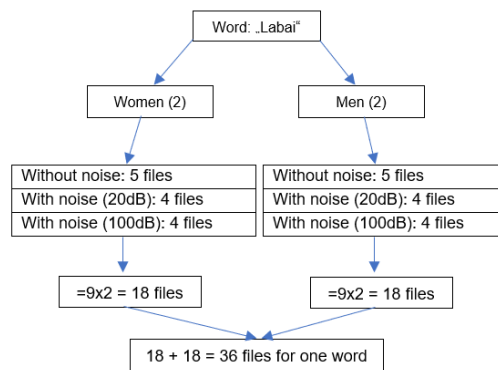 Word: „Labai“
Women (2)
Men (2)
Without noise: 5 files
With noise (20dB): 4 files
With noise (100dB): 4 files
Without noise: 5 files
With noise (20dB): 4 files
With noise (100dB): 4 files
=9x2 = 18 files
=9x2 = 18 files
18 + 18 = 36 files for one word